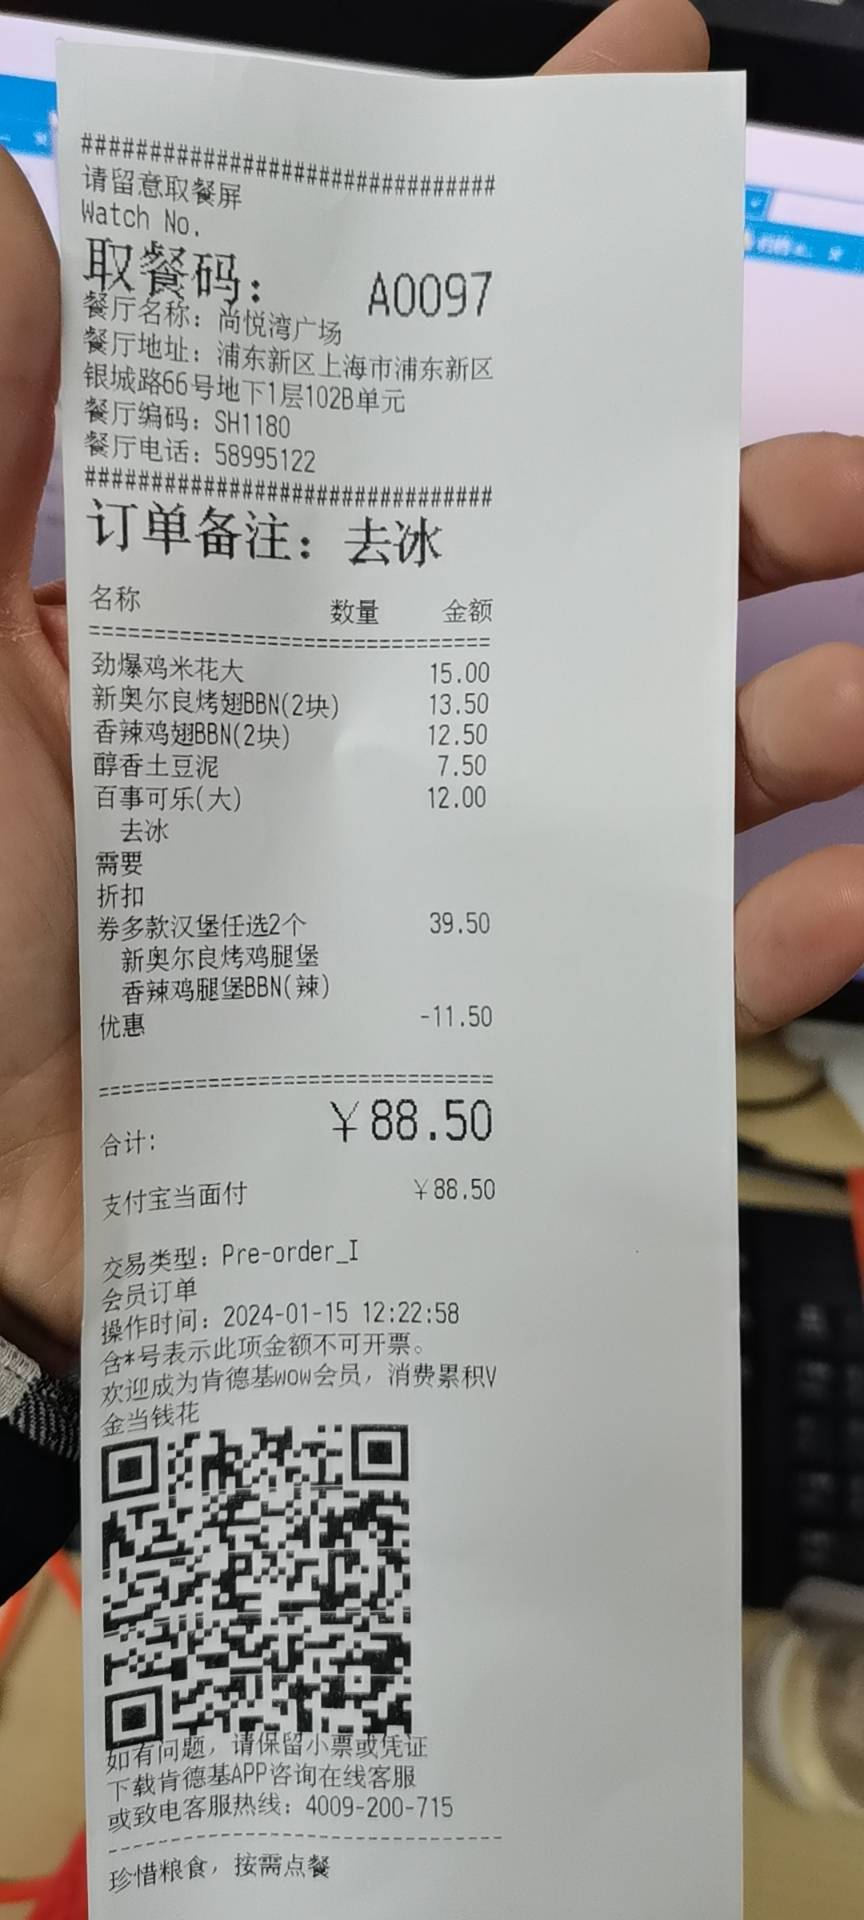 ################################
请留意取餐屏
Watch No.
取餐码: A0097
餐厅名称: 尚悦湾广场
餐厅地址: 浦东新区上海市浦东新区
银城路66号地下1层102B单元
餐厅编码: SH1180
餐厅电话: 58995122
################################
订单备注: 去冰
名称 数量 金额
================================
劲爆鸡米花大 15.00
新奥尔良烤翅BBN(2块) 13.50
香辣鸡翅BBN(2块) 12.50
醇香土豆泥 7.50
百事可乐(大) 12.00
去冰
需要
折扣
券多款汉堡任选2个 39.50
新奥尔良烤鸡腿堡
香辣鸡腿堡BBN(辣)
优惠 -11.50
================================
合计: ￥88.50
支付宝当面付 ￥88.50
交易类型: Pre-order_I
会员订单
操作时间: 2024-01-15 12:22:58
含*号表示此项金额不可开票。
欢迎成为肯德基wow会员, 消费累积V
金当钱花
如有问题, 请保留小票或凭证
下载肯德基APP咨询在线客服
或致电客服热线: 4009-200-715
--------------------------------
珍惜粮食, 按需点餐